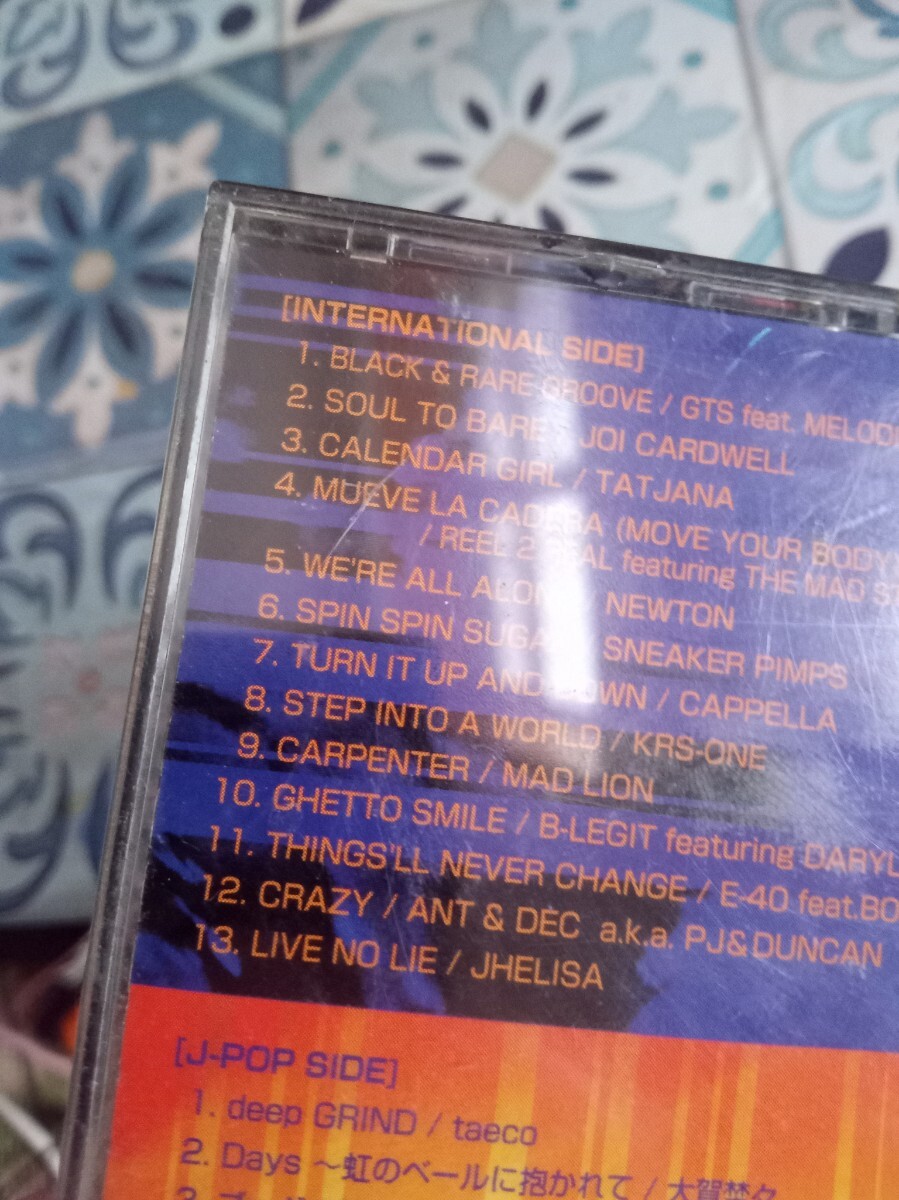 [INTERNATIONAL SIDE]
1. BLACK & RARE GROOVE / GTS feat. MELODI
2. SOUL TO BARE / JOI CARDWELL
3. CALENDAR GIRL / TATJANA
4. MUEVE LA CADERA (MOVE YOUR BODY)
/ REEL 2 REAL featuring THE MAD ST
5. WE'RE ALL ALONE / NEWTON
6. SPIN SPIN SUGAR / SNEAKER PIMPS
7. TURN IT UP AND DOWN / CAPPELLA
8. STEP INTO A WORLD / KRS-ONE
9. CARPENTER / MAD LION
10. GHETTO SMILE / B-LEGIT featuring DARYL
11. THINGS'LL NEVER CHANGE / E-40 feat.BO
12. CRAZY / ANT & DEC a.k.a. PJ&DUNCAN
13. LIVE NO LIE / JHELISA
[J-POP SIDE]
1. deep GRIND / taeco
2. Days ～虹のベールに抱かれて / 大賀埜々
3.